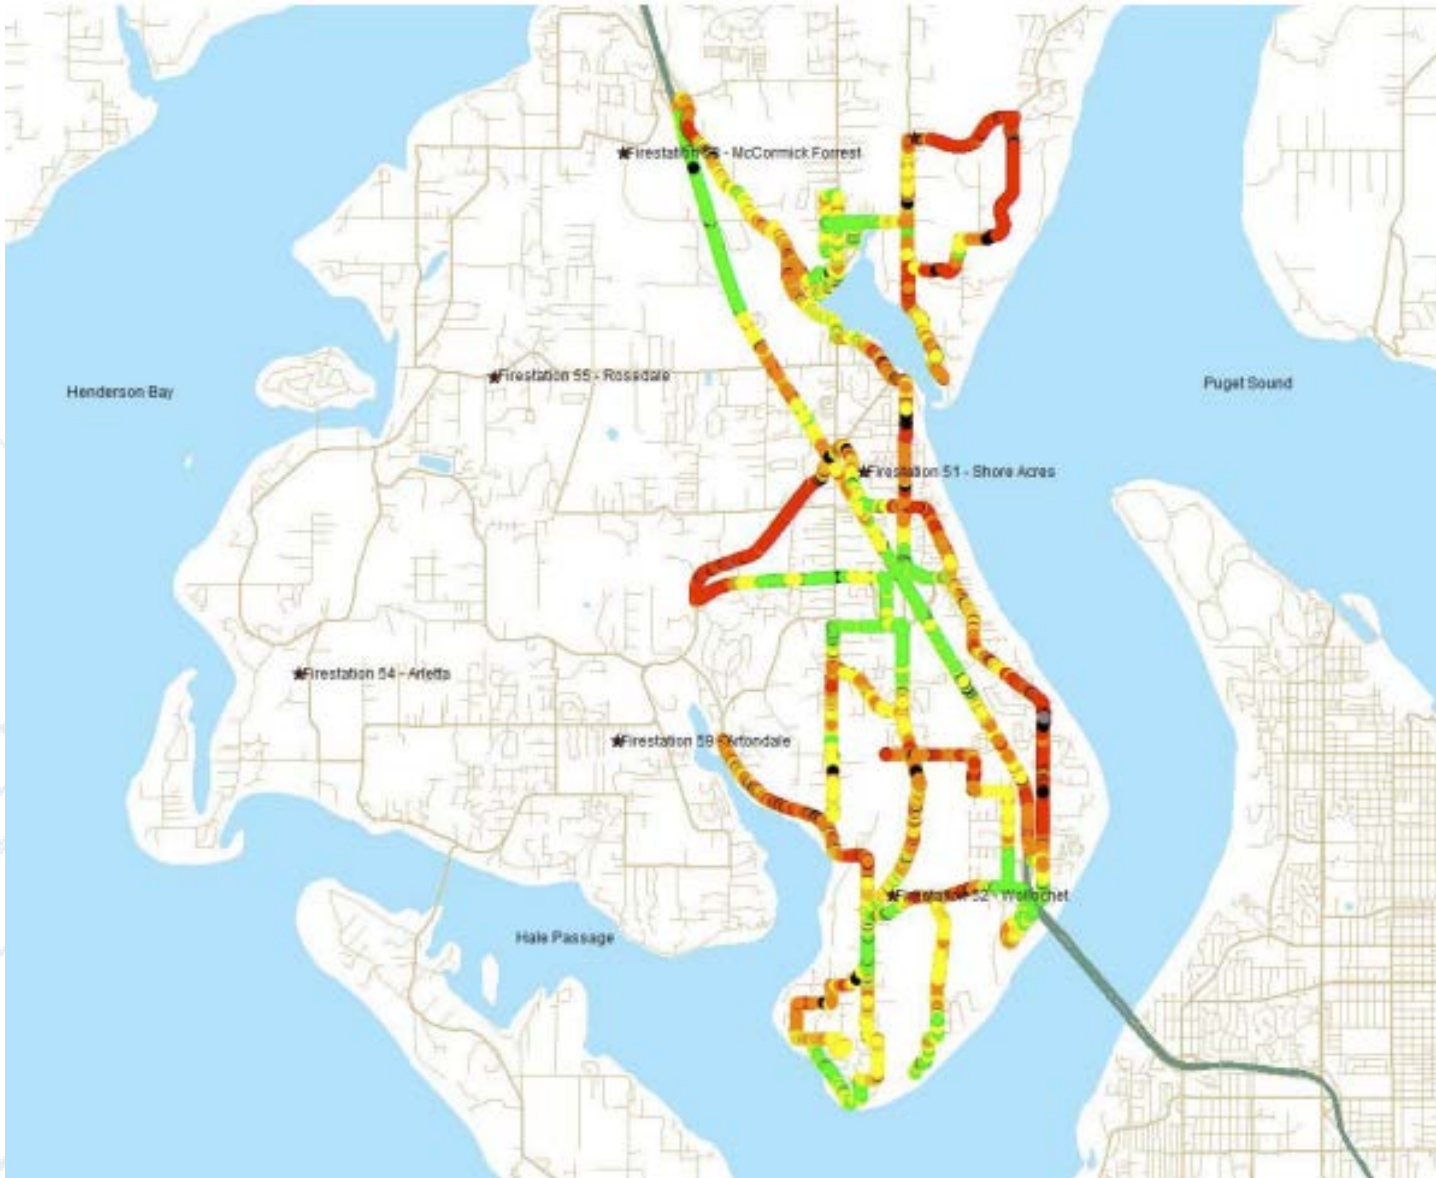 Firestation 53 - McCormick Forrest
Firestation 55 - Rosedale
Henderson Bay
Puget Sound
Firestation 51 - Shore Acres
Firestation 54 - Arletta
Firestation 59 - Artondale
Firestation 52 - Wollochet
Hale Passage